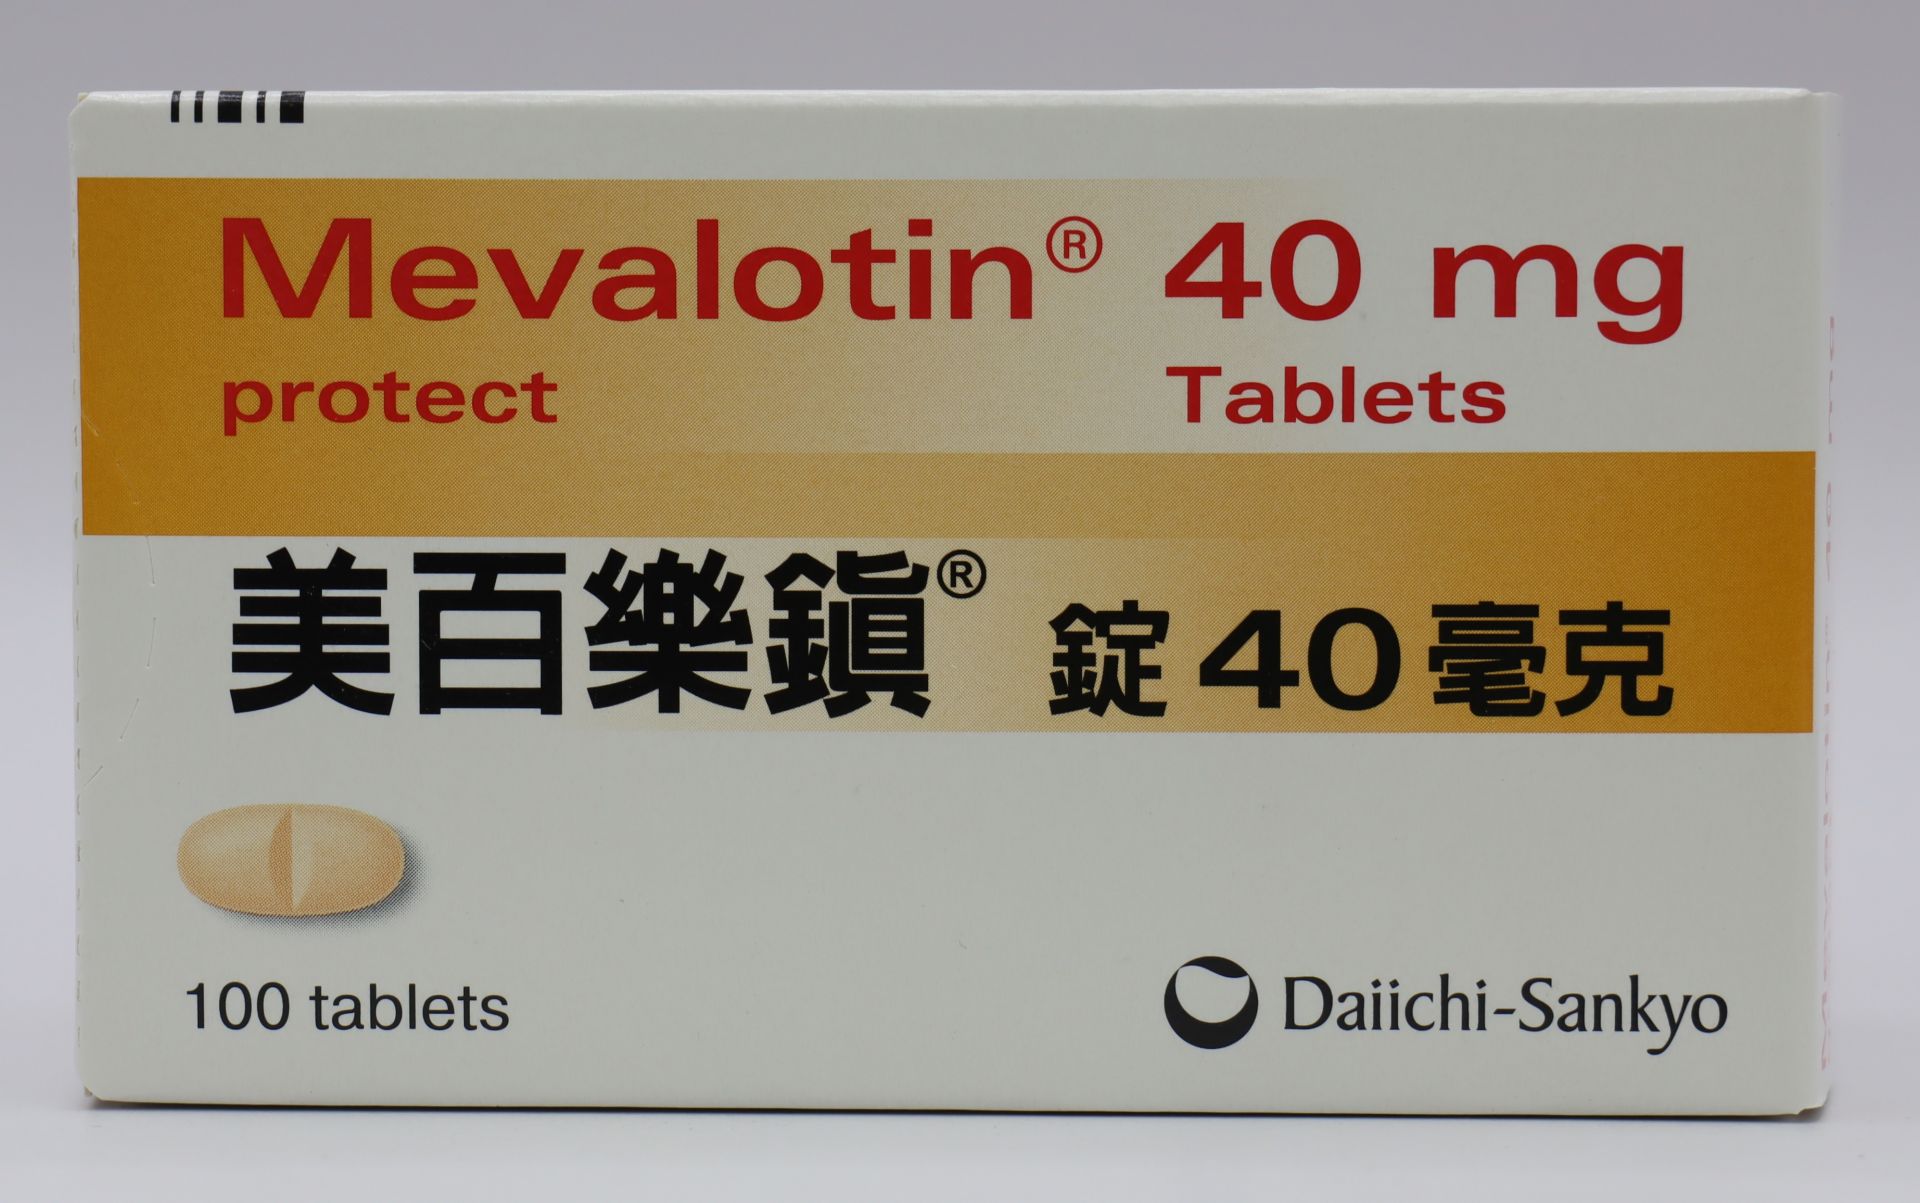 Mevalotin® 40 mg
protect Tablets
美百樂鎮® 錠 40 毫克
100 tablets
Daiichi-Sankyo